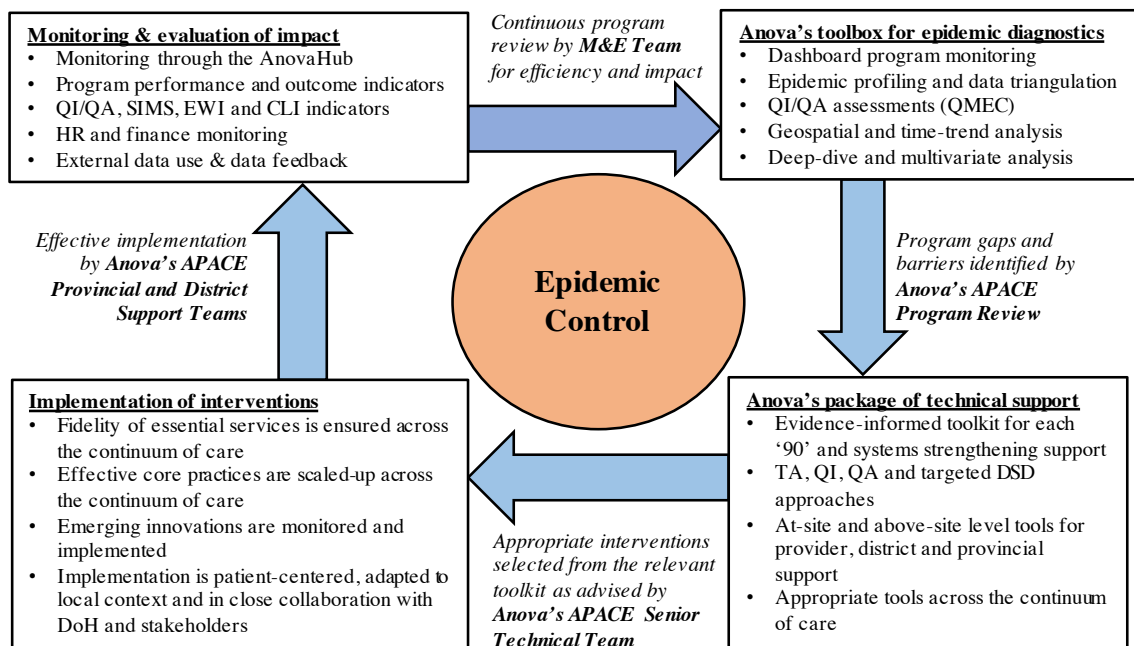 Monitoring & evaluation of impact
• Monitoring through the AnovaHub
• Program performance and outcome indicators
• QI/QA, SIMS, EWI and CLI indicators
• HR and finance monitoring
• External data use & data feedback
Continuous program
review by M&E Team
for efficiency and impact
Anova's toolbox for epidemic diagnostics
• Dashboard program monitoring
• Epidemic profiling and data triangulation
• QI/QA assessments (QMEC)
• Geospatial and time-trend analysis
• Deep-dive and multivariate analysis
Effective implementation
by Anova's APACE
Provincial and District
Support Teams
Epidemic
Control
Program gaps and
barriers identified by
Anova's APACE
Program Review
Implementation of interventions
• Fidelity of essential services is ensured across
the continuum of care
• Effective core practices are scaled-up across
the continuum of care
• Emerging innovations are monitored and
implemented
• Implementation is patient-centered, adapted to
local context and in close collaboration with
DoH and stakeholders
Appropriate interventions
selected from the relevant
toolkit as advised by
Anova's APACE Senior
Technical Team
Anova's package of technical support
• Evidence-informed toolkit for each
'90' and systems strengthening support
• TA, QI, QA and targeted DSD
approaches
• At-site and above-site level tools for
provider, district and provincial
support
• Appropriate tools across the continuum
of care